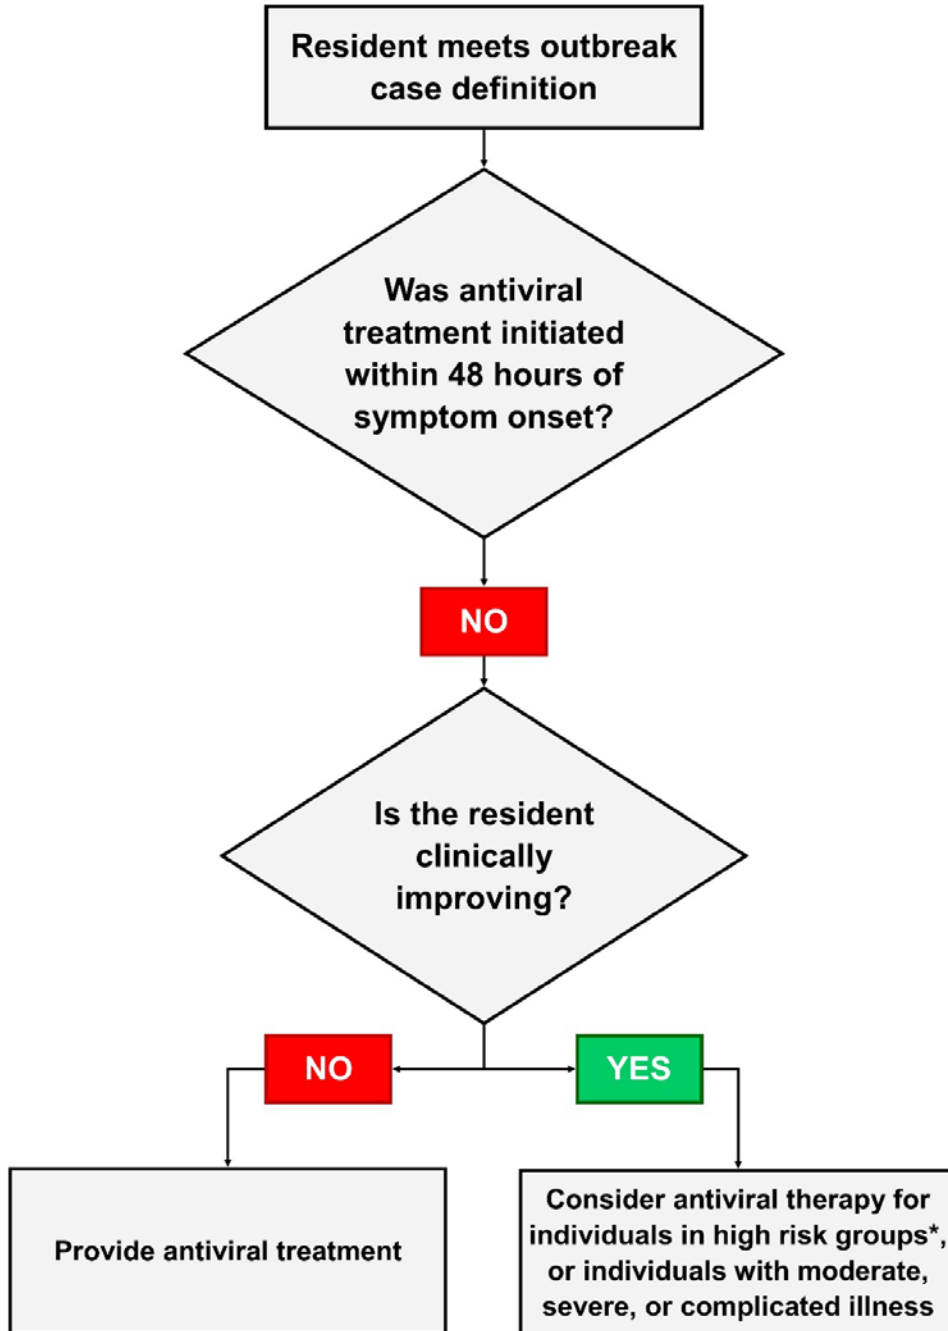 Resident meets outbreak
case definition
Was antiviral
treatment initiated
within 48 hours of
symptom onset?
NO
Is the resident
clinically
improving?
NO
YES
Provide antiviral treatment
Consider antiviral therapy for
individuals in high risk groups*,
or individuals with moderate,
severe, or complicated illness